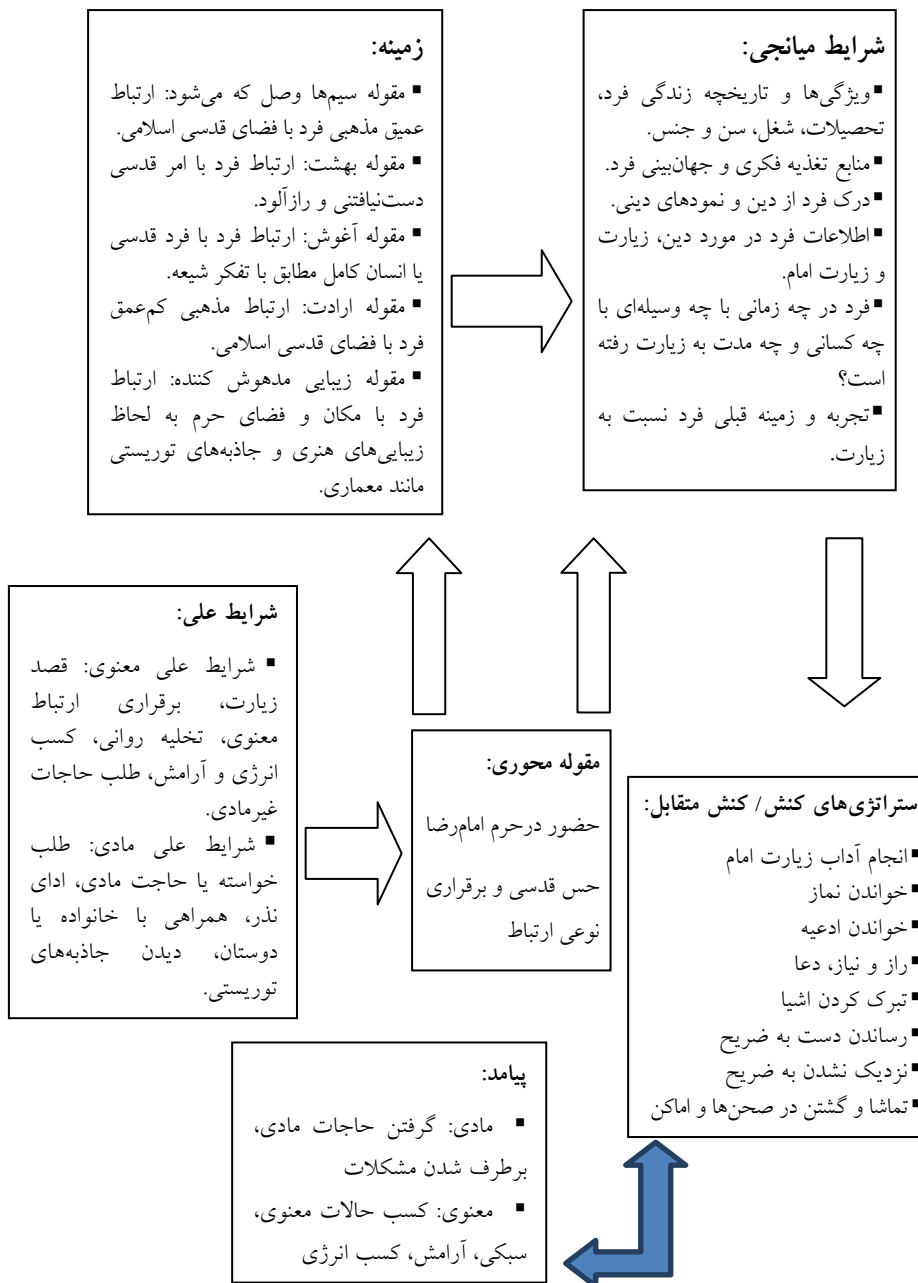 شرایط میانجی:
■ویژگی‌ها و تاریخچه زندگی فرد،
تحصیلات، شغل، سن و جنس.
■منابع تغذیه فکری و جهان‌بینی فرد.
■درک فرد از دین و نمودهای دینی.
■اطلاعات فرد در مورد دین، زیارت
و زیارت امام.
■فرد در چه زمانی با چه وسیله‌ای با
چه کسانی و چه مدت به زیارت رفته
است؟
■تجربه و زمینه قبلی فرد نسبت به
زیارت.
زمینه:
■ مقوله سیم‌ها وصل که می‌شود: ارتباط
عمیق مذهبی فرد با فضای قدسی اسلامی.
■ مقوله بهشت: ارتباط فرد با امر قدسی
دست‌نیافتنی و رازآلود.
■ مقوله آغوش: ارتباط فرد با فرد قدسی
یا انسان کامل مطابق با تفکر شیعه.
■ مقوله ارادت: ارتباط مذهبی کم‌عمق
فرد با فضای قدسی اسلامی.
■ مقوله زیبایی مدهوش کننده: ارتباط
فرد با مکان و فضای حرم به لحاظ
زیبایی‌های هنری و جاذبه‌های توریستی
مانند معماری.
شرایط علی:
■ شرایط علی معنوی: قصد
زیارت، برقراری ارتباط
معنوی، تخلیه روانی، کسب
انرژی و آرامش، طلب حاجات
غیرمادی.
■ شرایط علی مادی: طلب
خواسته یا حاجت مادی، ادای
نذر، همراهی با خانواده یا
دوستان، دیدن جاذبه‌های
توریستی.
مقوله محوری:
حضور درحرم امام‌رضا
حس قدسی و برقراری
نوعی ارتباط
ستراتژی‌های کنش/ کنش متقابل:
■انجام آداب زیارت امام
■خواندن نماز
■خواندن ادعیه
■راز و نیاز، دعا
■تبرک کردن اشیا
■رساندن دست به ضریح
■نزدیک نشدن به ضریح
■تماشا و گشتن در صحن‌ها و اماکن
پیامد:
■ مادی: گرفتن حاجات مادی،
برطرف شدن مشکلات
■ معنوی: کسب حالات معنوی،
سبکی، آرامش، کسب انرژی